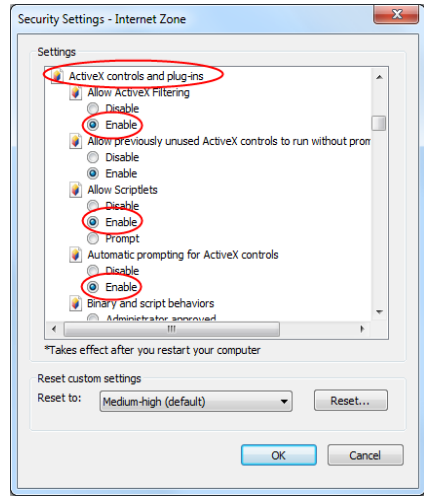 Security Settings - Internet Zone
Settings
ActiveX controls and plug-ins
Allow ActiveX Filtering
Disable
Enable
Allow previously unused ActiveX controls to run without prom
Disable
Enable
Allow Scriptlets
Disable
Enable
Prompt
Automatic prompting for ActiveX controls
Disable
Enable
Binary and script behaviors
Administrator approved
*Takes effect after you restart your computer
Reset custom settings
Reset to: Medium-high (default) Reset...
OK Cancel